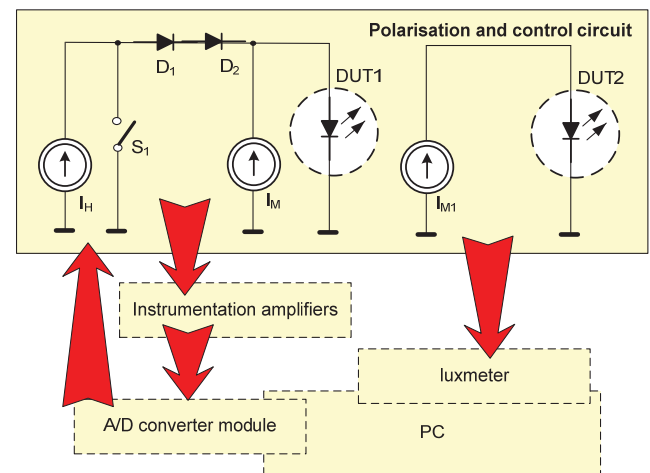 Polarisation and control circuit
D1 D2
DUT1
DUT2
S1
IH
IM
IM1
Instrumentation amplifiers
luxmeter
A/D converter module
PC